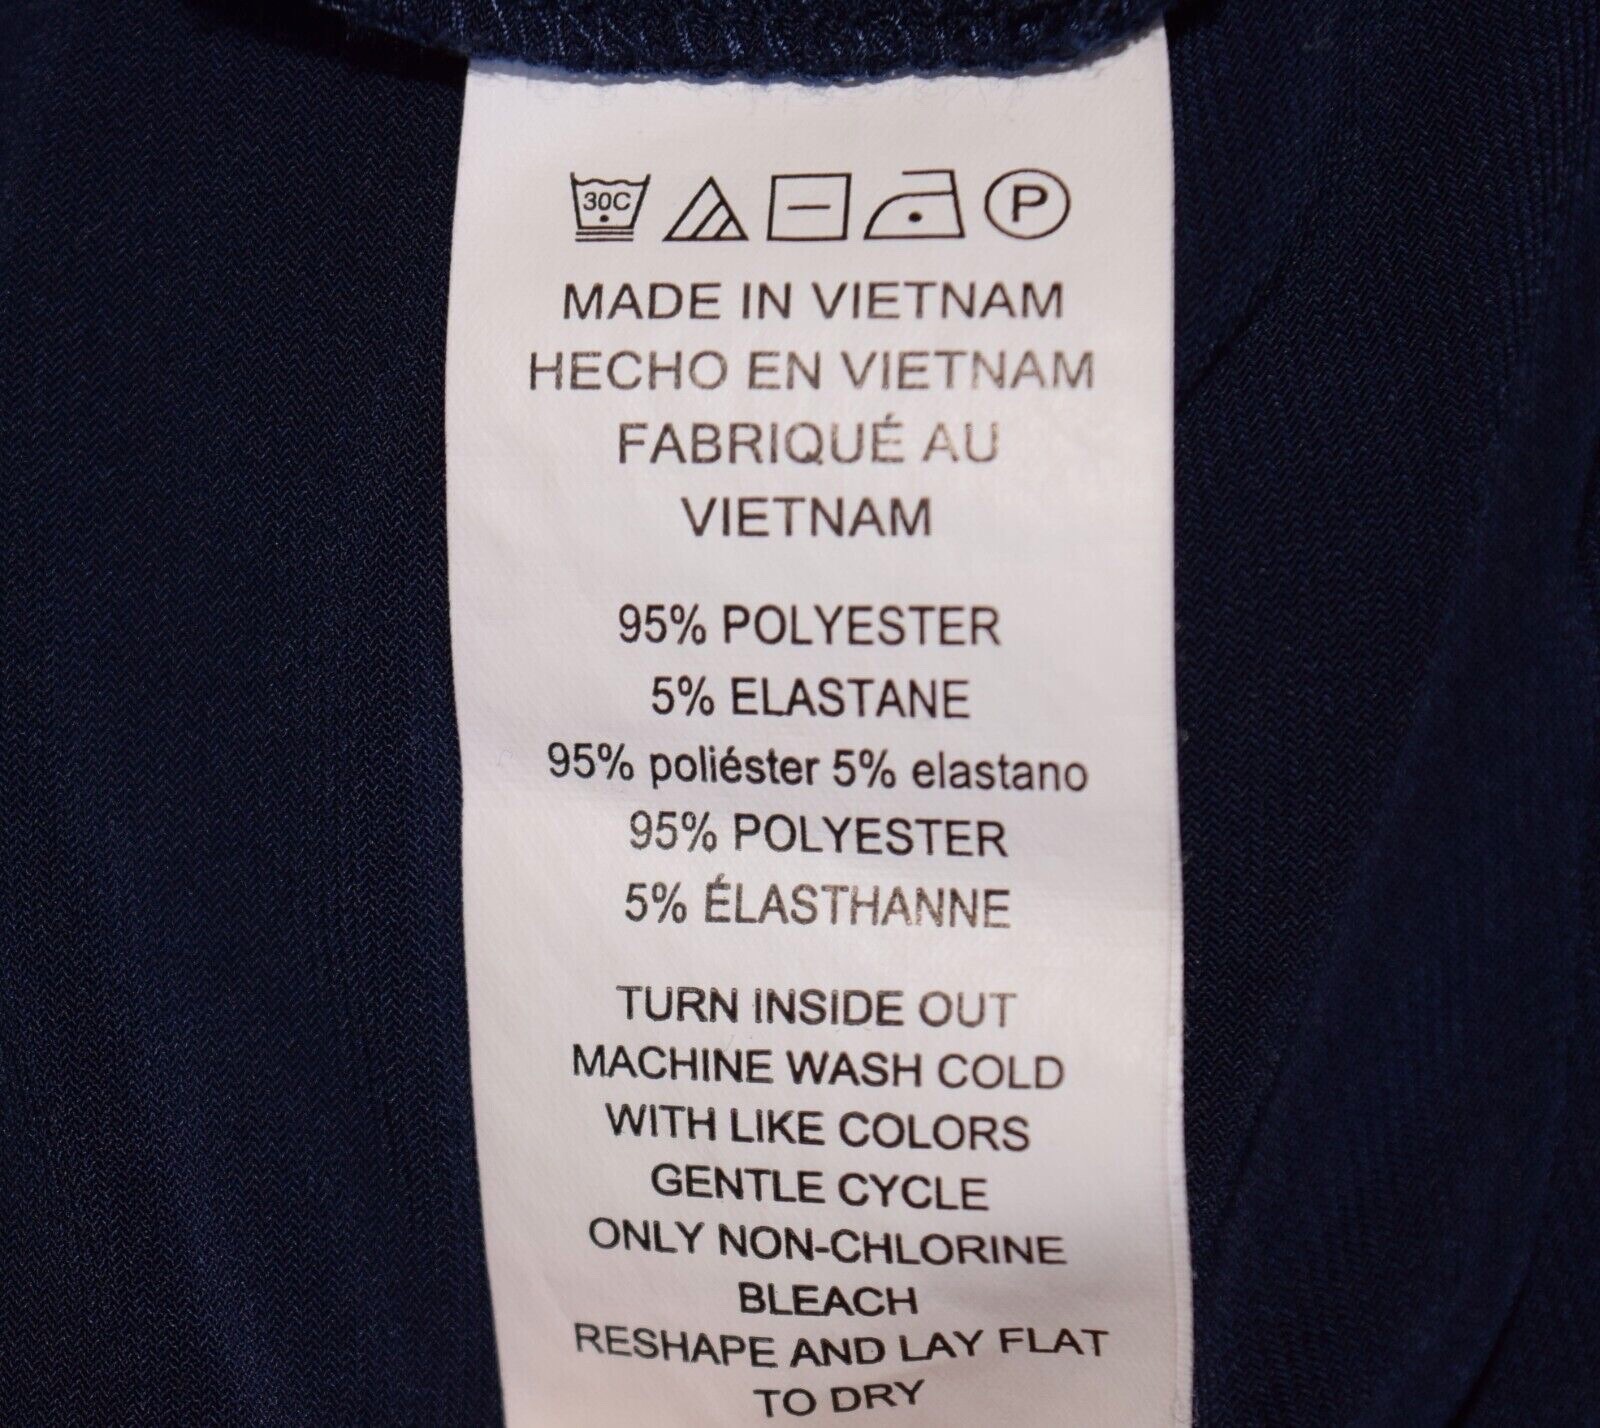 30C
P
MADE IN VIETNAM
HECHO EN VIETNAM
FABRIQUÉ AU
VIETNAM
95% POLYESTER
5% ELASTANE
95% poliéster 5% elastano
95% POLYESTER
5% ÉLASTHANNE
TURN INSIDE OUT
MACHINE WASH COLD
WITH LIKE COLORS
GENTLE CYCLE
ONLY NON-CHLORINE
BLEACH
RESHAPE AND LAY FLAT
TO DRY